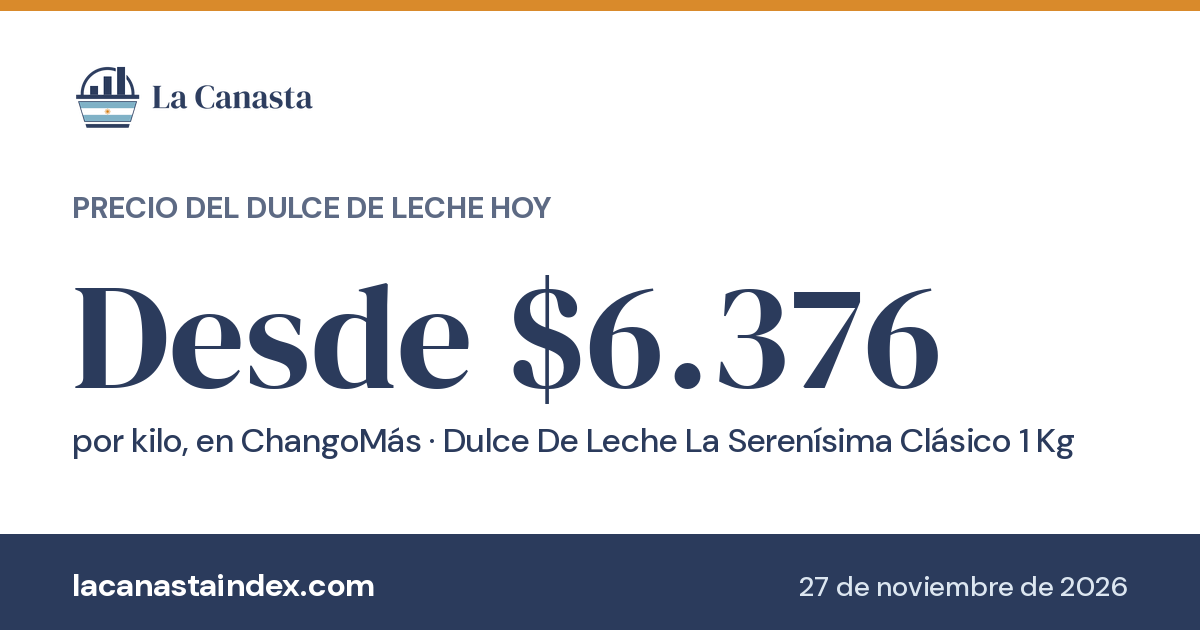 La Canasta
PRECIO DEL DULCE DE LECHE HOY
Desde $6.376
por kilo, en ChangoMás · Dulce De Leche La Serenísima Clásico 1 Kg
lacanastaindex.com
27 de noviembre de 2026